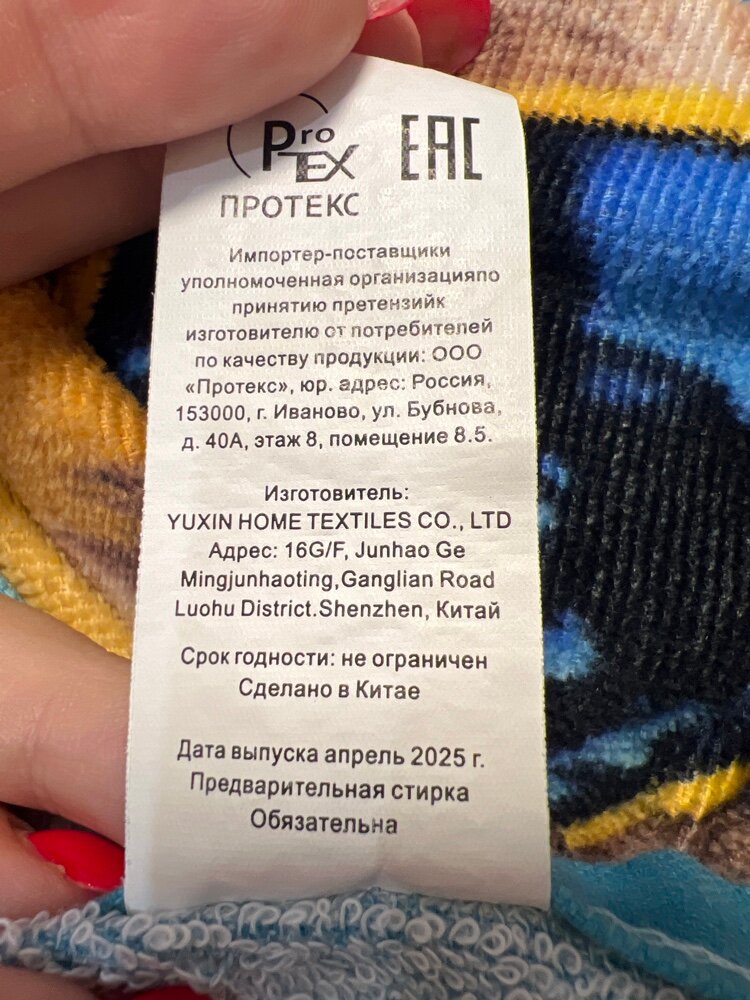 Pro
TEX
ПРОТЕКС
EAC
Импортер-поставщики
уполномоченная организацияпо
принятию претензийк
изготовителю от потребителей
по качеству продукции: ООО
«Протекс», юр. адрес: Россия,
153000, г. Иваново, ул. Бубнова,
д. 40А, этаж 8, помещение 8.5.
Изготовитель:
YUXIN HOME TEXTILES CO., LTD
Адрес: 16G/F, Junhao Ge
Mingjunhaoting,Ganglian Road
Luohu District.Shenzhen, Китай
Срок годности: не ограничен
Сделано в Китае
Дата выпуска апрель 2025 г.
Предварительная стирка
Обязательна